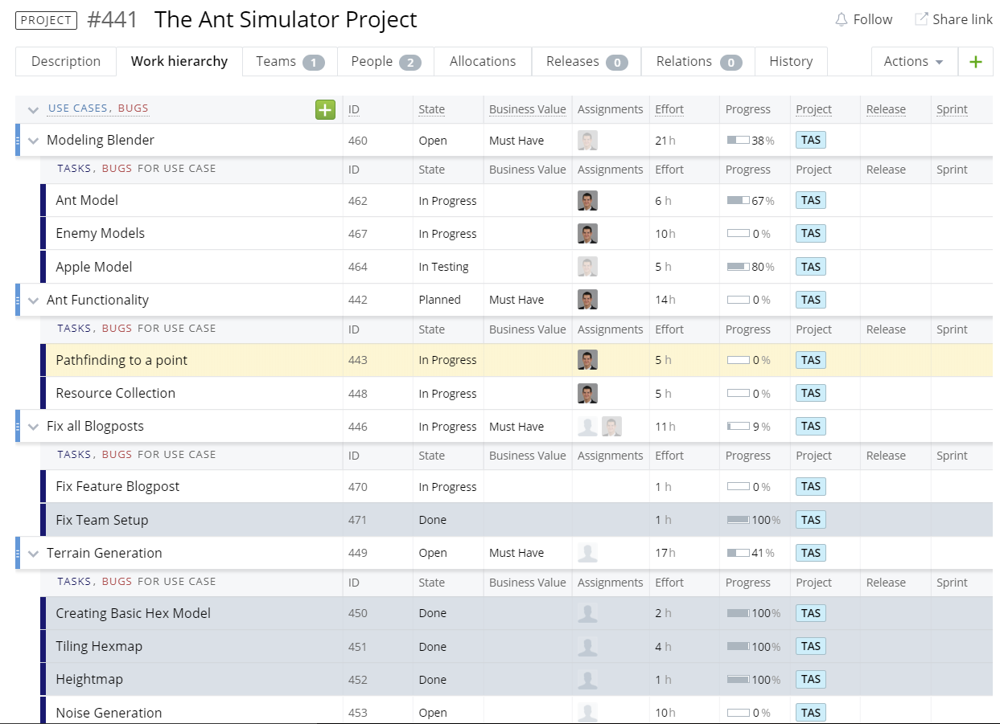 PROJECT #441 The Ant Simulator Project Follow Share link
Description Work hierarchy Teams 1 People 2 Allocations Releases 0 Relations 0 History Actions +
USE CASES, BUGS + ID State Business Value Assignments Effort Progress Project Release Sprint
Modeling Blender 460 Open Must Have 21 h 38 % TAS
TASKS, BUGS FOR USE CASE ID State Business Value Assignments Effort Progress Project Release Sprint
Ant Model 462 In Progress 6 h 67 % TAS
Enemy Models 467 In Progress 10 h 0 % TAS
Apple Model 464 In Testing 5 h 80 % TAS
Ant Functionality 442 Planned Must Have 14 h 0 % TAS
TASKS, BUGS FOR USE CASE ID State Business Value Assignments Effort Progress Project Release Sprint
Pathfinding to a point 443 In Progress 5 h 0 % TAS
Resource Collection 448 In Progress 5 h 0 % TAS
Fix all Blogposts 446 In Progress Must Have 11 h 9 % TAS
TASKS, BUGS FOR USE CASE ID State Business Value Assignments Effort Progress Project Release Sprint
Fix Feature Blogpost 470 In Progress 1 h 0 % TAS
Fix Team Setup 471 Done 1 h 100 % TAS
Terrain Generation 449 Open Must Have 17 h 41 % TAS
TASKS, BUGS FOR USE CASE ID State Business Value Assignments Effort Progress Project Release Sprint
Creating Basic Hex Model 450 Done 2 h 100 % TAS
Tiling Hexmap 451 Done 4 h 100 % TAS
Heightmap 452 Done 1 h 100 % TAS
Noise Generation 453 Open 10 h 0 % TAS